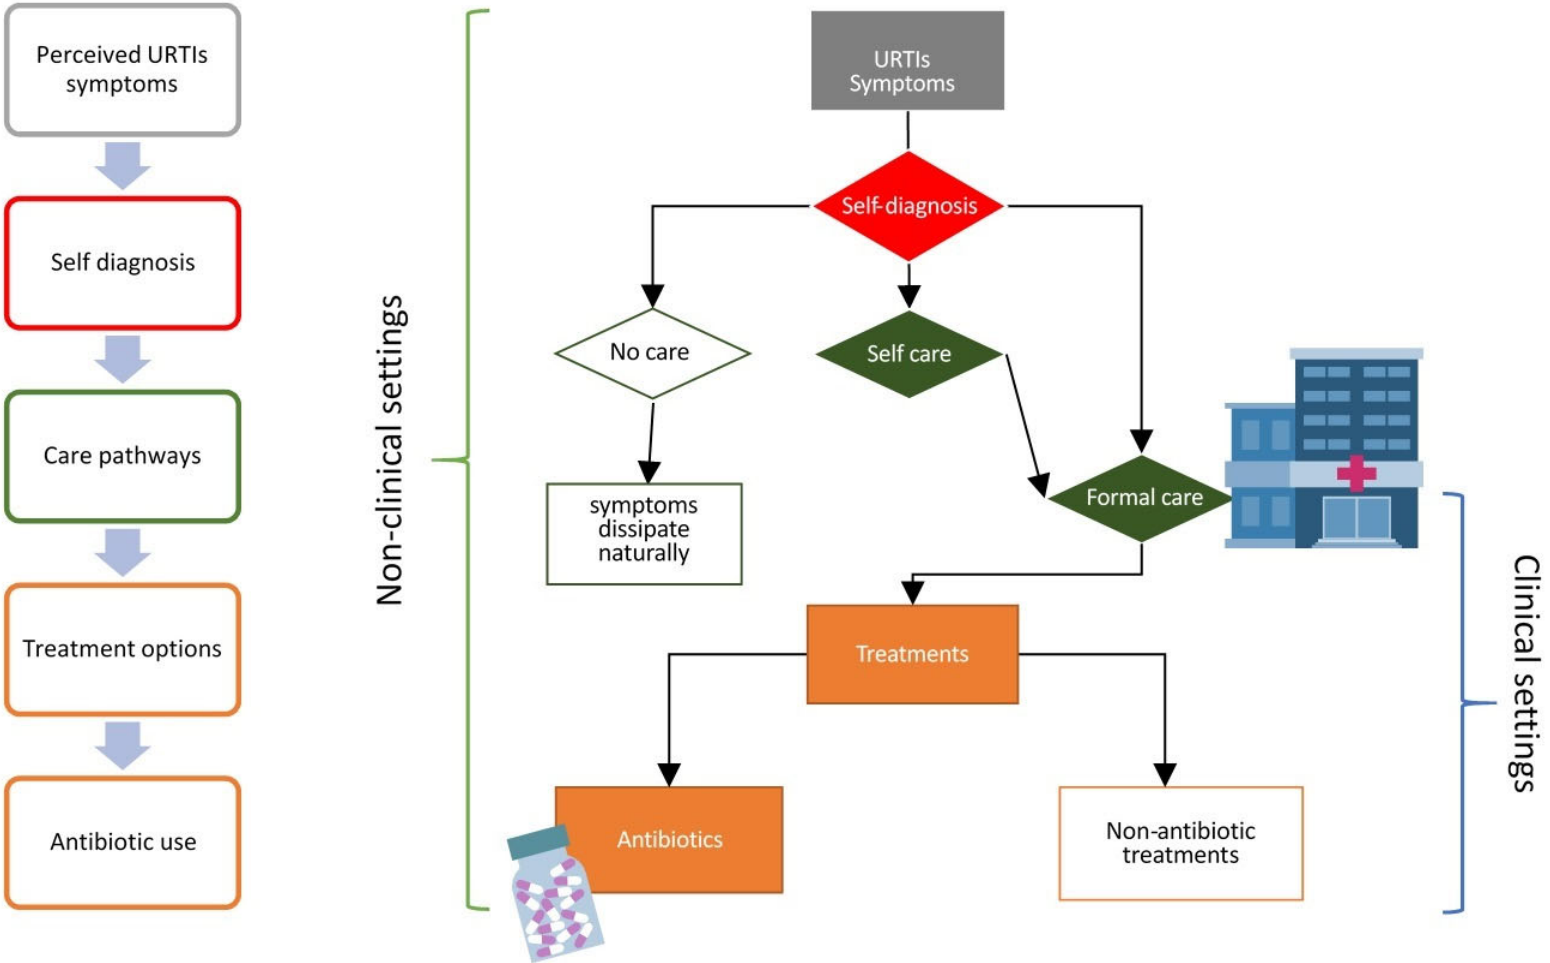 Perceived URTIs
symptoms
Self diagnosis
Care pathways
Treatment options
Antibiotic use
Non-clinical settings
URTIs
Symptoms
Self-diagnosis
No care
Self care
symptoms
dissipate
naturally
Formal care
Treatments
Antibiotics
Non-antibiotic
treatments
Clinical settings